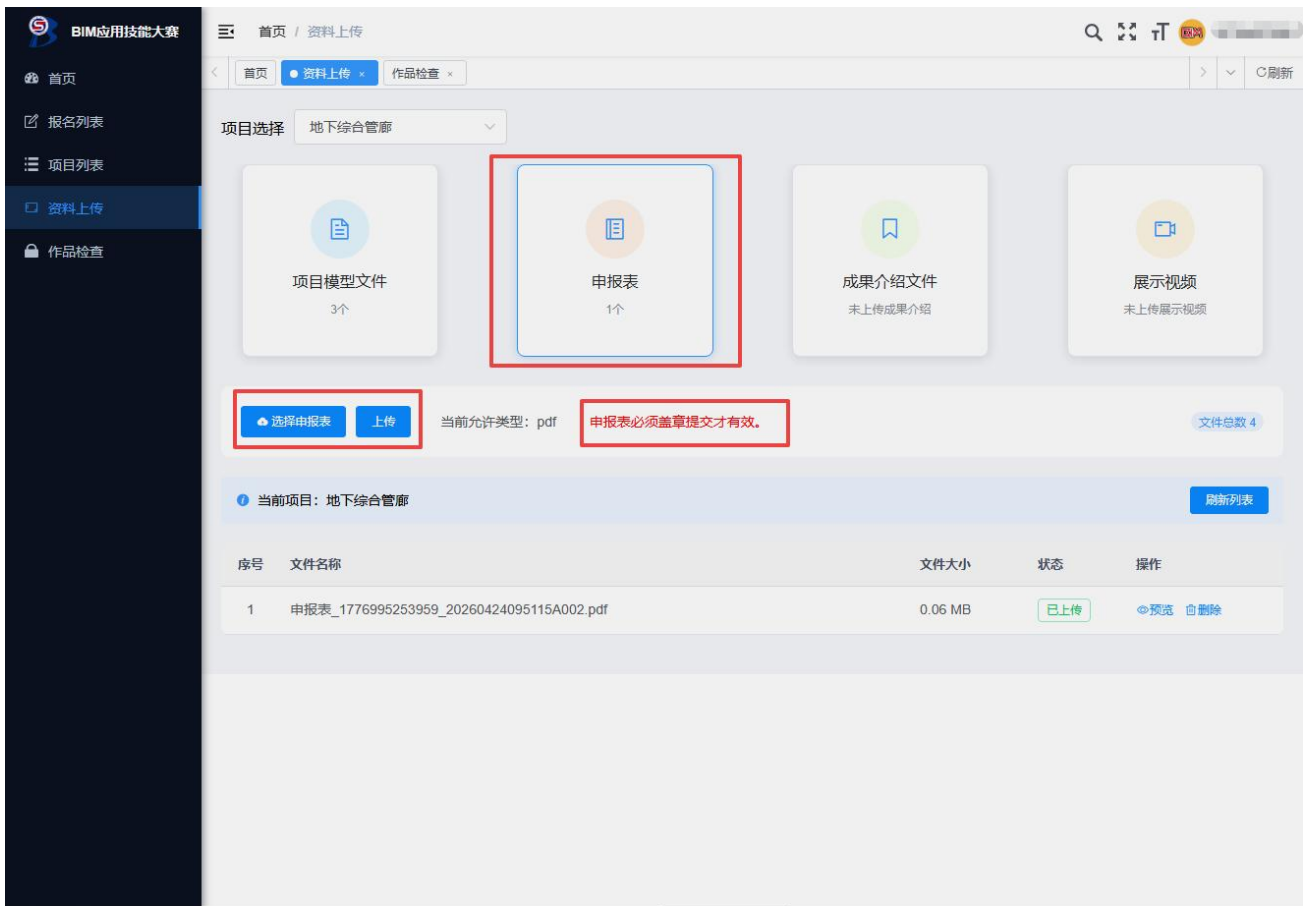 BIM应用技能大赛
首页 / 资料上传
首页
报名列表
项目列表
资料上传
作品检查
首页 资料上传 × 作品检查 × 刷新
项目选择 地下综合管廊
项目模型文件
3个
申报表
1个
成果介绍文件
未上传成果介绍
展示视频
未上传展示视频
选择申报表 上传 当前允许类型：pdf 申报表必须盖章提交才有效。 文件总数 4
当前项目：地下综合管廊 刷新列表
序号 文件名称 文件大小 状态 操作
1 申报表_1776995253959_20260424095115A002.pdf 0.06 MB 已上传 预览 删除